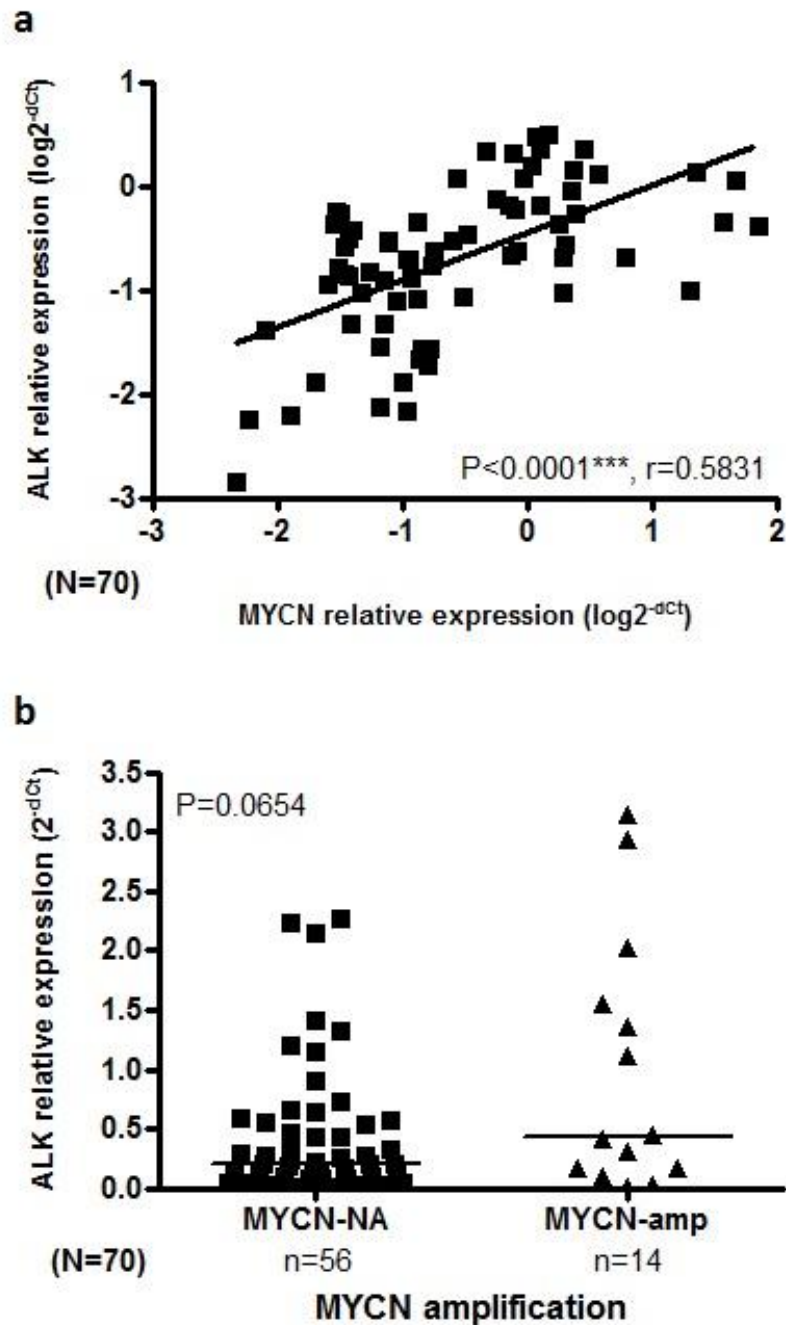 a
ALK relative expression (log2-dCt)
1
0
-1
-2
-3
P<0.0001***, r=0.5831
-3 -2 -1 0 1 2
(N=70)
MYCN relative expression (log2-dCt)
b
ALK relative expresssion (2-dCt)
3.5
3.0
2.5
2.0
1.5
1.0
0.5
0.0
P=0.0654
MYCN-NA MYCN-amp
(N=70) n=56 n=14
MYCN amplification